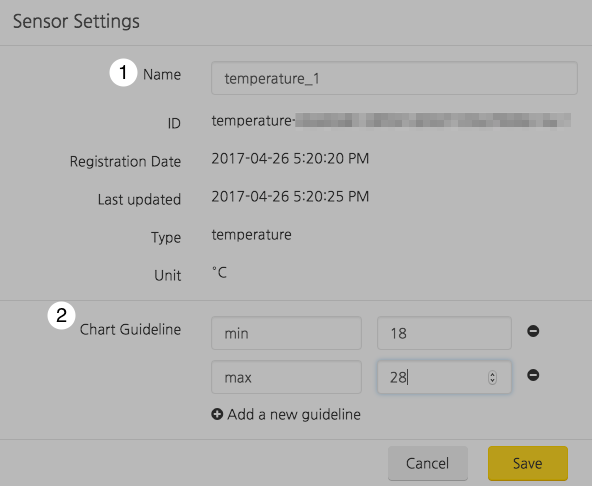 Sensor Settings
1 Name temperature_1
ID temperature-
Registration Date 2017-04-26 5:20:20 PM
Last updated 2017-04-26 5:20:25 PM
Type temperature
Unit °C
2 Chart Guideline min 18
max 28
Add a new guideline
Cancel Save